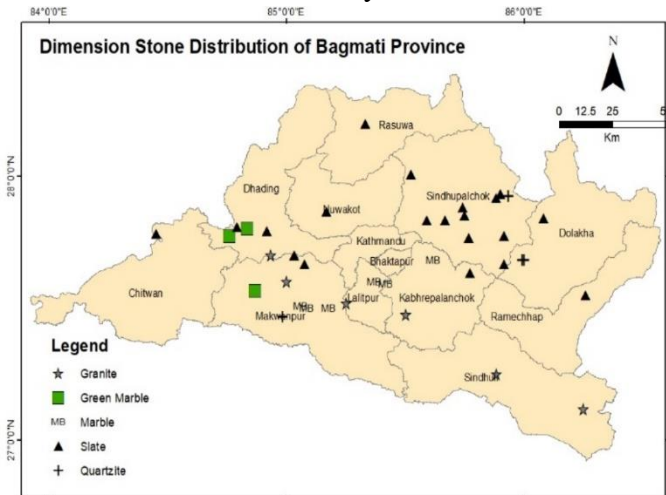 84°0'0"E 85°0'0"E 86°0'0"E
Dimension Stone Distribution of Bagmati Province
N
0 12.5 25 5
Km
28°0'0"N
27°0'0"N
Rasuwa
Dhading
Nuwakot
Sindhupalchok
Dolakha
Kathmandu
Bhaktapur
MB
Chitwan
MB
MB
Lalitpur
Kabhrepalanchok
MB
MB
MB
Makwanpur
Ramechhap
Sindhuli
Legend
Granite
Green Marble
MB Marble
Slate
Quartzite